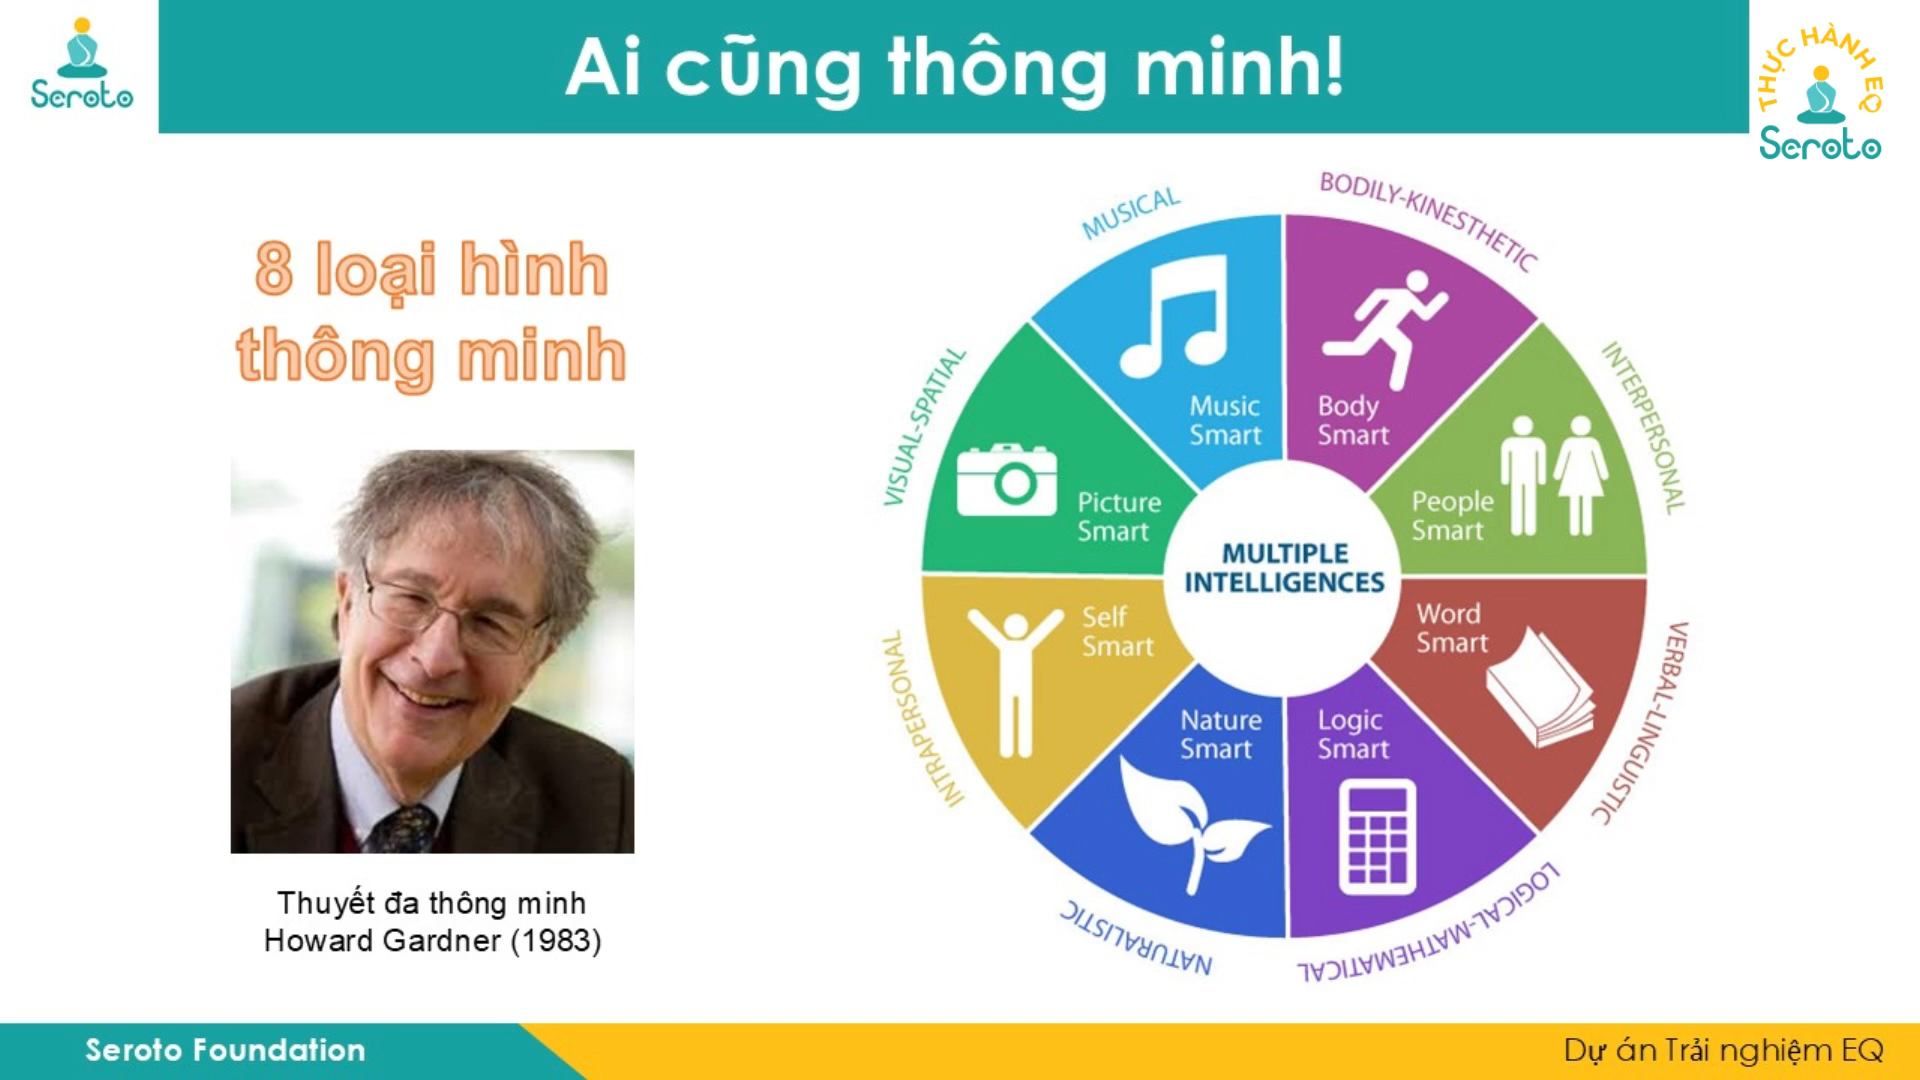 Seroto
Ai cũng thông minh!
THỰC HÀNH EQ
Seroto
8 loại hình
thông minh
Thuyết đa thông minh
Howard Gardner (1983)
MUSICAL
BODILY-KINESTHETIC
INTERPERSONAL
VERBAL-LINGUISTIC
LOGICAL-MATHEMATICAL
NATURALISTIC
INTRAPERSONAL
VISUAL-SPATIAL
Music
Smart
Body
Smart
People
Smart
Word
Smart
Logic
Smart
Nature
Smart
Self
Smart
Picture
Smart
MULTIPLE
INTELLIGENCES
Seroto Foundation
Dự án Trải nghiệm EQ